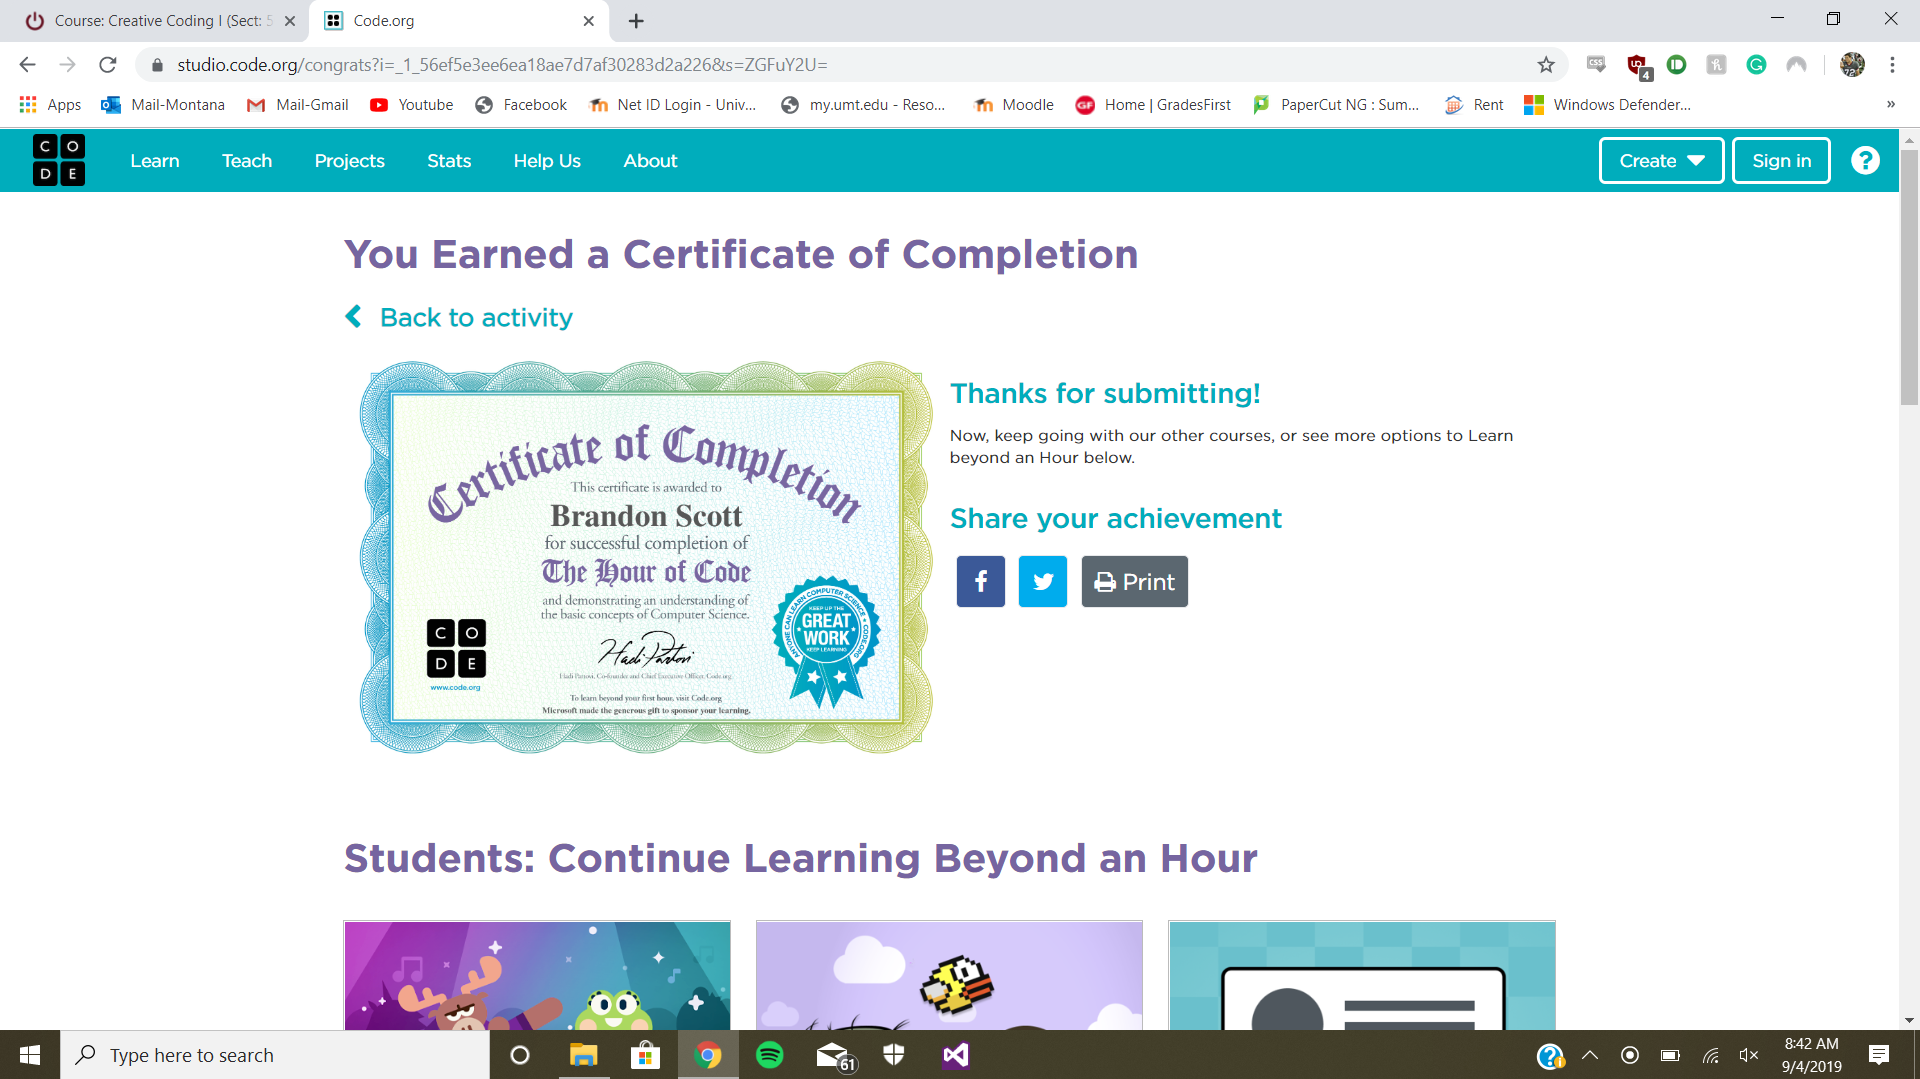 Course: Creative Coding I (Sect: 5
Code.org
studio.code.org/congrats?i=_1_56ef5e3ee6ea18ae7d7af30283d2a226&s=ZGFuY2U=
4
Apps
Mail-Montana
Mail-Gmail
Youtube
Facebook
Net ID Login - Univ...
my.umt.edu - Reso...
Moodle
GF
Home | GradesFirst
PaperCut NG : Sum...
Rent
Windows Defender...
»
C O
D E
Learn
Teach
Projects
Stats
Help Us
About
Create
Sign in
?
You Earned a Certificate of Completion
Back to activity
Certificate of Completion
This certificate is awarded to
Brandon Scott
for successful completion of
The Hour of Code
and demonstrating an understanding of
the basic concepts of Computer Science.
Hadi Partovi
Hadi Partovi, Co-founder and Chief Executive Officer, Code.org
To learn beyond your first hour, visit Code.org
Microsoft made the generous gift to sponsor your learning.
C O
D E
www.code.org
ANYONE CAN LEARN COMPUTER SCIENCE • CODE.ORG
KEEP UP THE
GREAT
WORK
KEEP LEARNING
Thanks for submitting!
Now, keep going with our other courses, or see more options to Learn
beyond an Hour below.
Share your achievement
Print
Students: Continue Learning Beyond an Hour
Type here to search
61
8:42 AM
9/4/2019